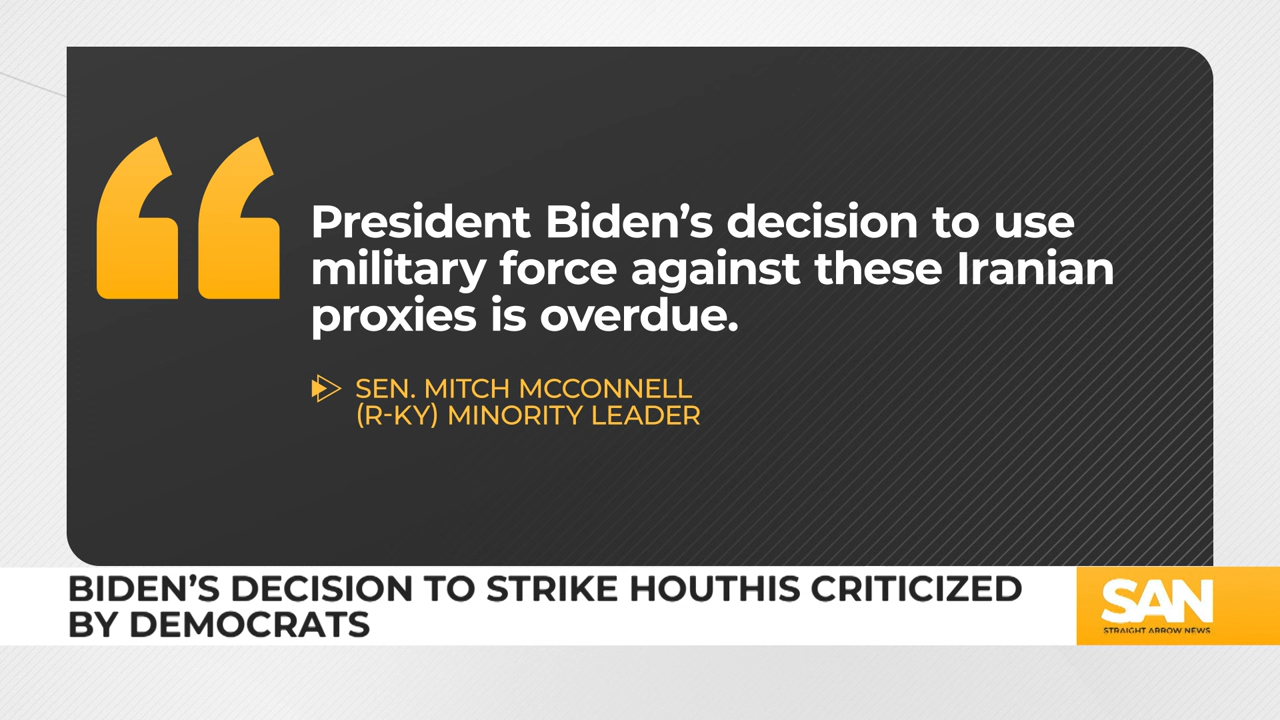 President Biden’s decision to use
military force against these Iranian
proxies is overdue.
SEN. MITCH MCCONNELL
(R-KY) MINORITY LEADER
BIDEN’S DECISION TO STRIKE HOUTHIS CRITICIZED
BY DEMOCRATS
SAN
STRAIGHT ARROW NEWS